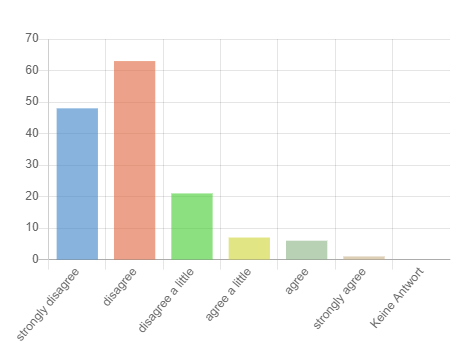 70
60
50
40
30
20
10
0
strongly disagree
disagree
disagree a little
agree a little
agree
strongly agree
Keine Antwort